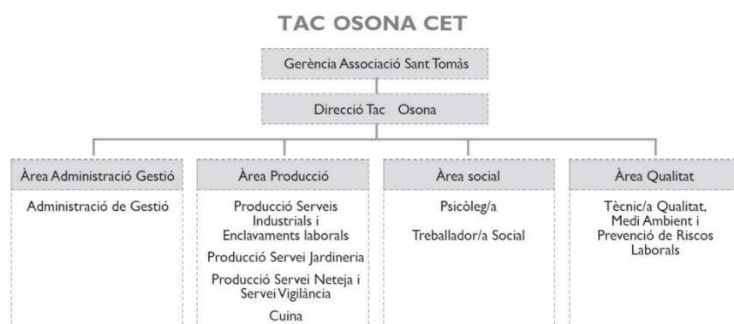 TAC OSONA CET
Gerència Associació Sant Tomàs
Direcció Tac Osona
Àrea Administració Gestió
Administració de Gestió
Àrea Producció
Producció Serveis
Industrials i
Enclavaments laborals
Producció Servei Jardineria
Producció Servei Neteja i
Servei Vigilància
Cuina
Àrea social
Psicòleg/a
Treballador/a Social
Àrea Qualitat
Tècnic/a Qualitat,
Medi Ambient i
Prevenció de Riscos
Laborals